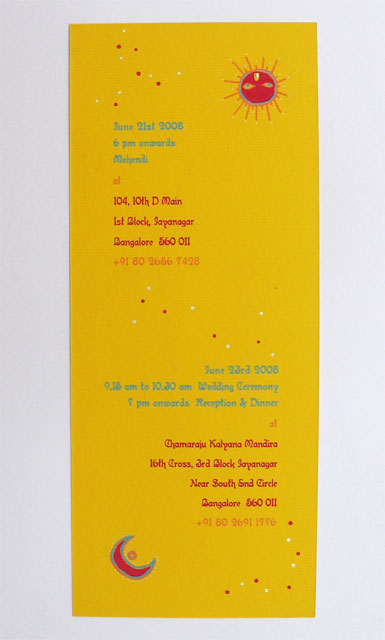 June 21st 2008
6 pm onwards
Mehendi
at
104, 10th D Main
1st Block, Jayanagar
Bangalore 560 011
+91 80 2656 7428
June 23rd 2008
9.15 am to 10.30 am Wedding Ceremony
7 pm onwards Reception & Dinner
at
Chamaraju Kalyana Mandira
16th Cross, 3rd Block Jayanagar
Near South End Circle
Bangalore 560 011
+91 80 2691 1776